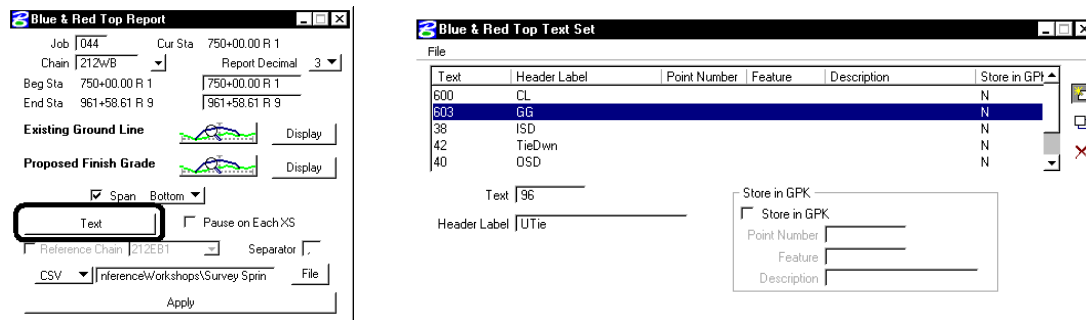 Blue & Red Top Report
Job 044 Cur Sta 750+00.00 R 1
Chain 212WB Report Decimal 3
Beg Sta 750+00.00 R 1 750+00.00 R 1
End Sta 961+58.61 R 9 961+58.61 R 9
Existing Ground Line Display
Proposed Finish Grade Display
Span Bottom
Text Pause on Each XS
Reference Chain 212EB1 Separator ,
CSV nferenceWorkshops\Survey Sprin File
Apply
Blue & Red Top Text Set
File
Text Header Label Point Number Feature Description Store in GPK
600 CL N
603 GG N
38 ISD N
42 TieDwn N
40 OSD N
Text 96
Header Label UTie
Store in GPK
Store in GPK
Point Number
Feature
Description